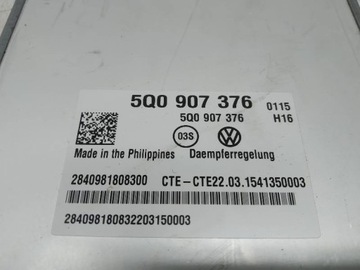 5Q0 907 376 0115
5Q0 907 376 H16
03S
Made in the Philippines Daempferregelung
2840981808300 CTE-CTE22.03.1541350003
284098180832203150003